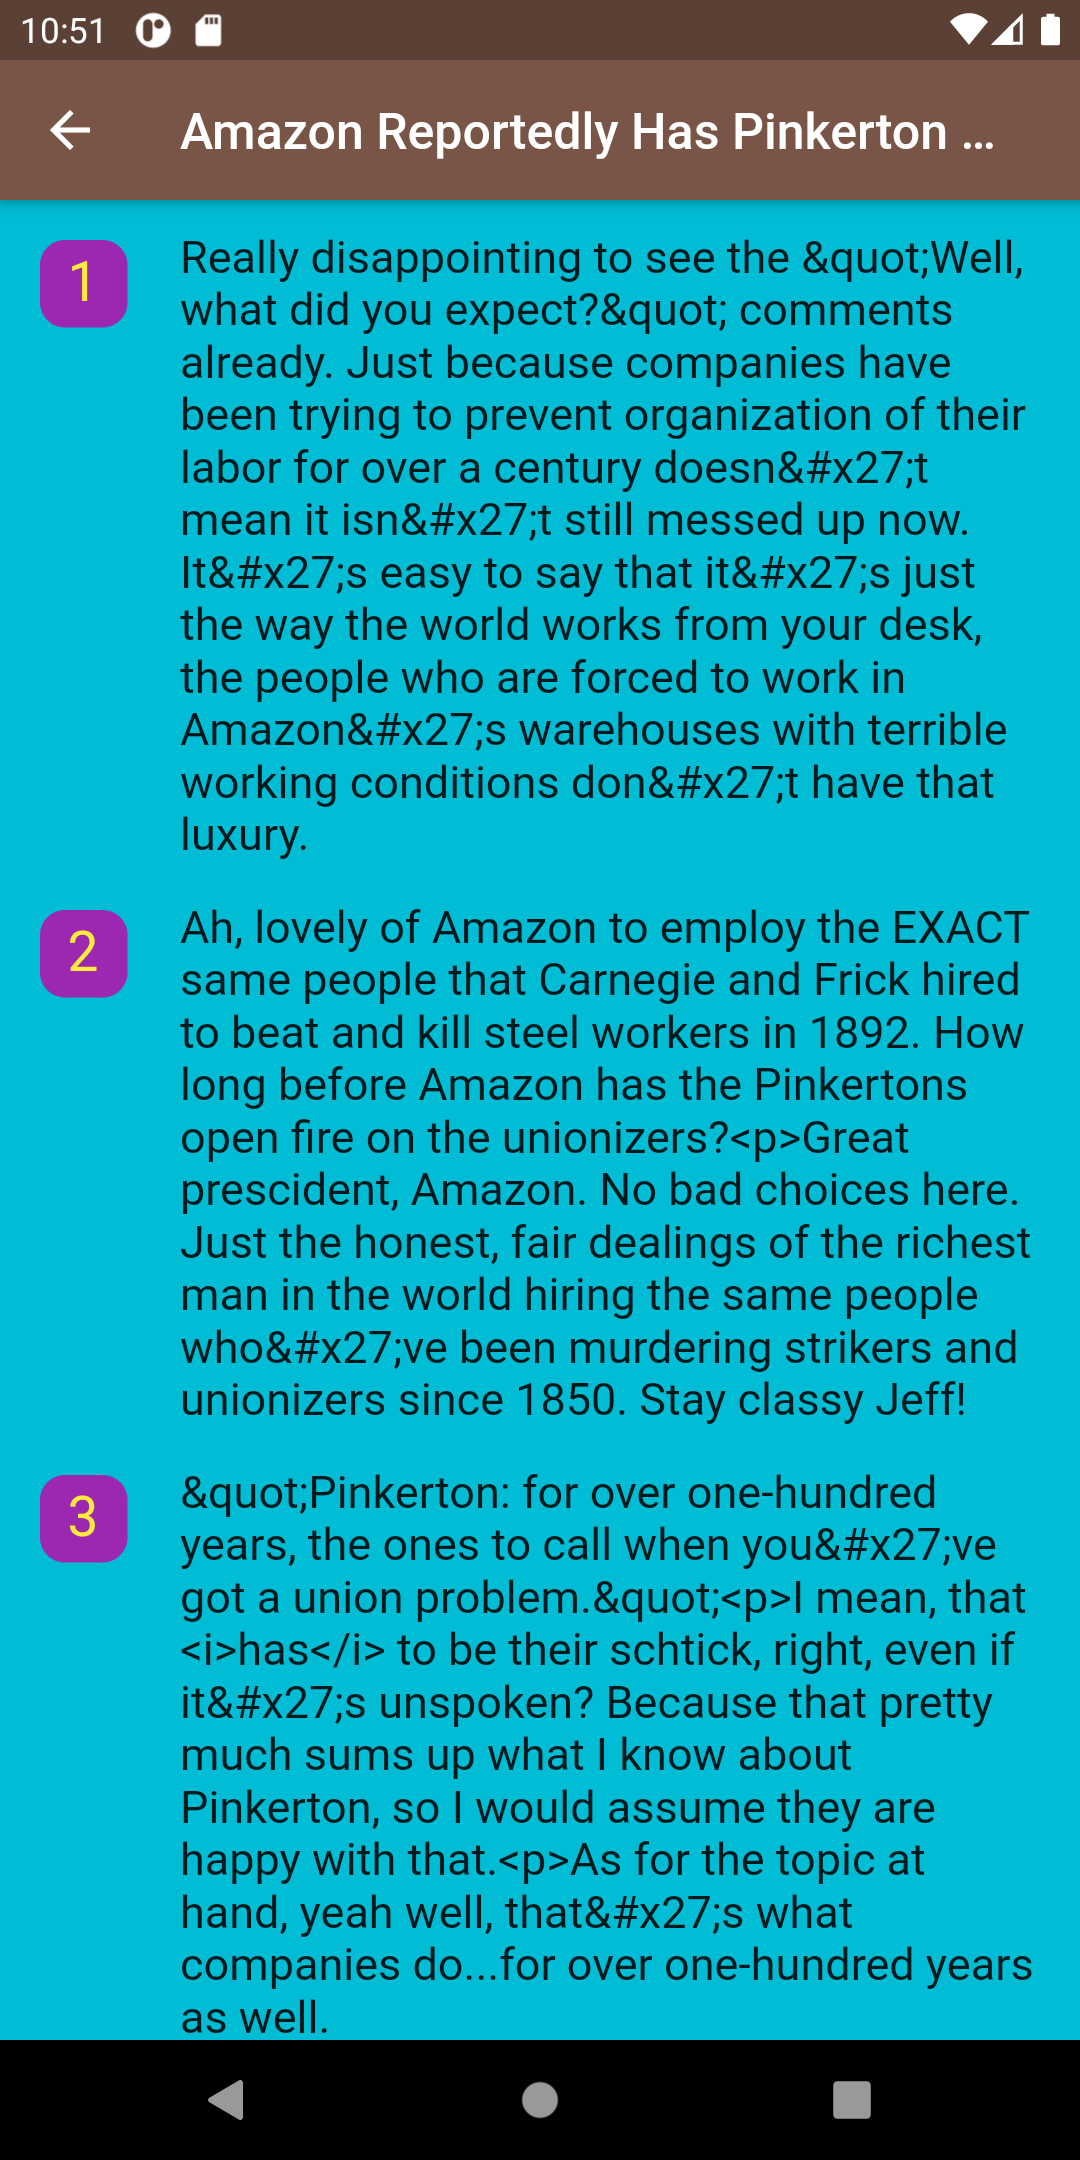 10:51
Amazon Reportedly Has Pinkerton ...
1
Really disappointing to see the &quot;Well,
what did you expect?&quot; comments
already. Just because companies have
been trying to prevent organization of their
labor for over a century doesn&#x27;t
mean it isn&#x27;t still messed up now.
It&#x27;s easy to say that it&#x27;s just
the way the world works from your desk,
the people who are forced to work in
Amazon&#x27;s warehouses with terrible
working conditions don&#x27;t have that
luxury.
2
Ah, lovely of Amazon to employ the EXACT
same people that Carnegie and Frick hired
to beat and kill steel workers in 1892. How
long before Amazon has the Pinkertons
open fire on the unionizers?<p>Great
prescident, Amazon. No bad choices here.
Just the honest, fair dealings of the richest
man in the world hiring the same people
who&#x27;ve been murdering strikers and
unionizers since 1850. Stay classy Jeff!
3
&quot;Pinkerton: for over one-hundred
years, the ones to call when you&#x27;ve
got a union problem.&quot;<p>I mean, that
<i>has</i> to be their schtick, right, even if
it&#x27;s unspoken? Because that pretty
much sums up what I know about
Pinkerton, so I would assume they are
happy with that.<p>As for the topic at
hand, yeah well, that&#x27;s what
companies do...for over one-hundred years
as well.